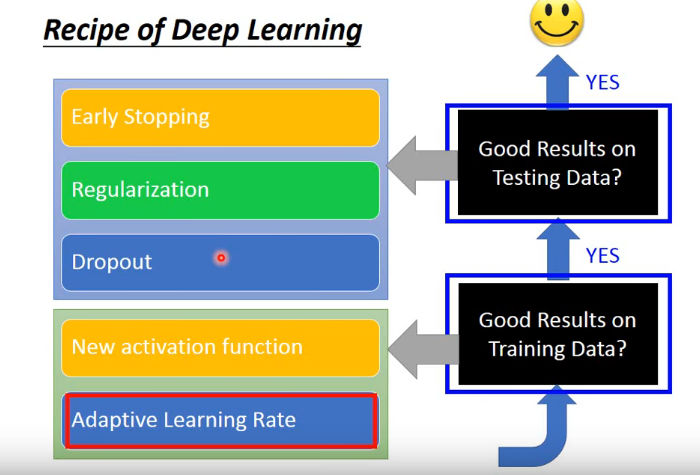 Recipe of Deep Learning
YES
Early Stopping
Regularization
Dropout
Good Results on
Testing Data?
YES
New activation function
Adaptive Learning Rate
Good Results on
Training Data?